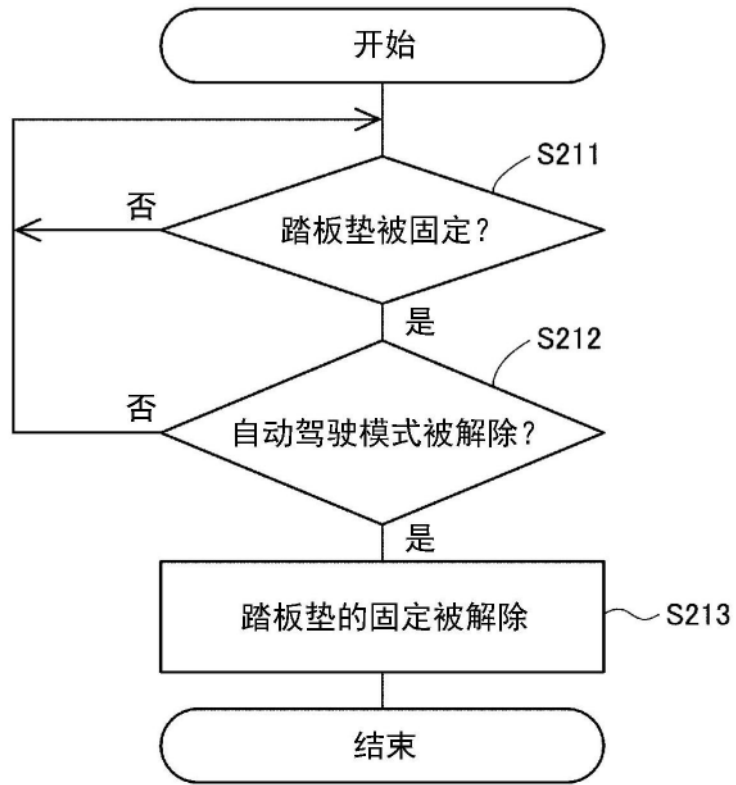 开始
S211
否
踏板垫被固定?
是
S212
否
自动驾驶模式被解除?
是
踏板垫的固定被解除
S213
结束